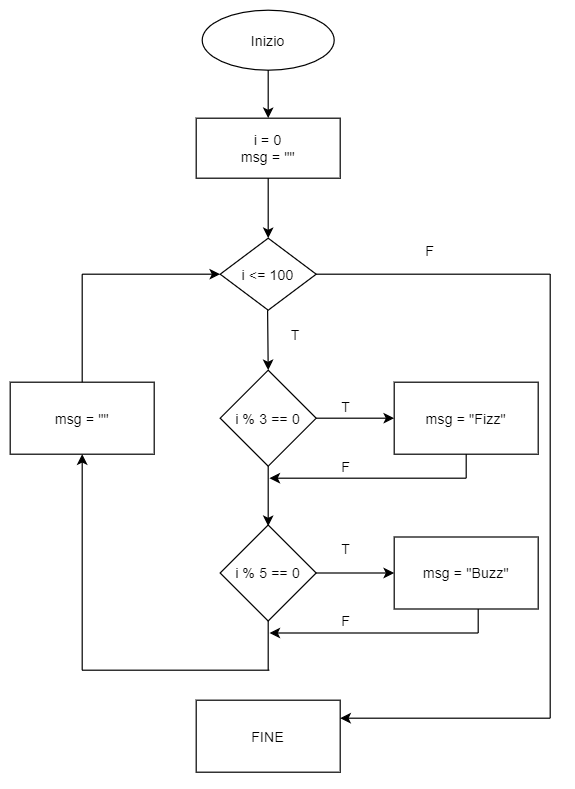 Inizio
i = 0
msg = ""
i <= 100
F
T
i % 3 == 0
T
msg = "Fizz"
msg = ""
F
i % 5 == 0
T
msg = "Buzz"
F
FINE